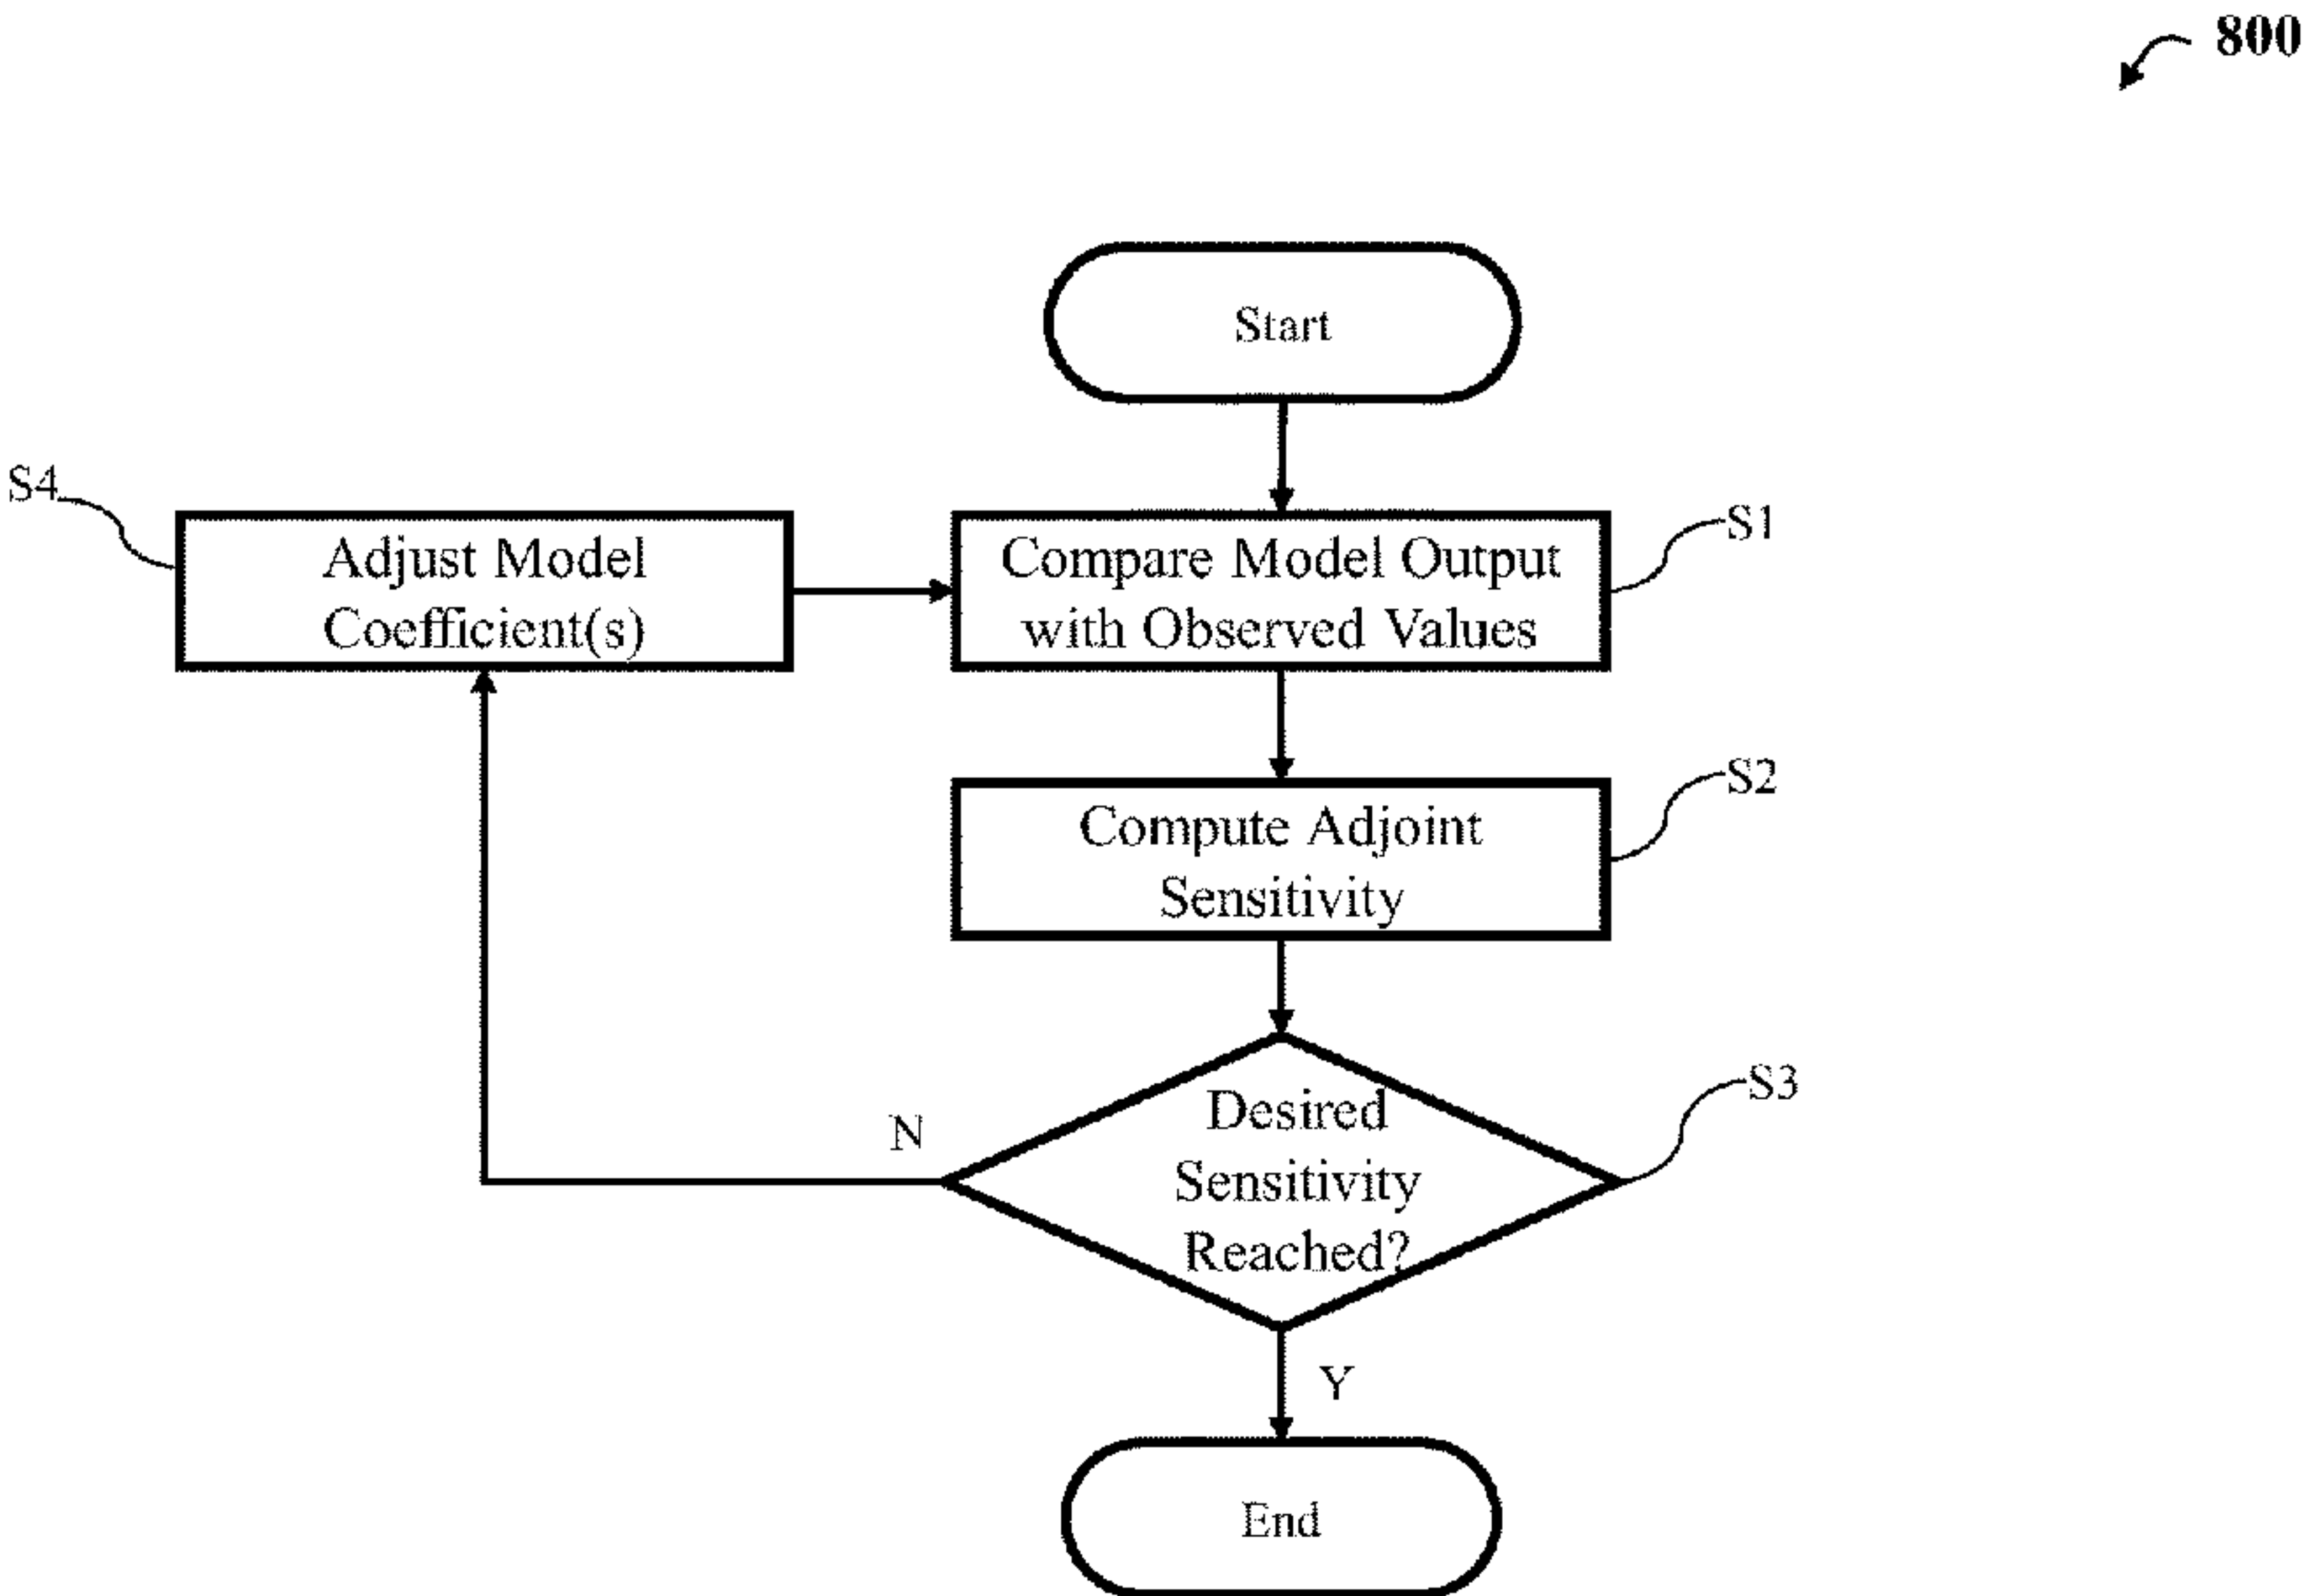 800
Start
S4
Adjust Model
Coefficient(s)
Compare Model Output
with Observed Values
S1
Compute Adjoint
Sensitivity
S2
Desired
Sensitivity
Reached?
S3
N
Y
End